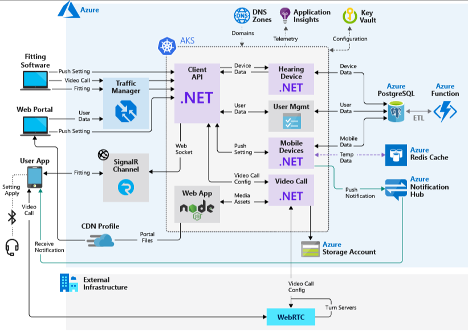 Azure
DNS
Zones
Application
Insights
Key
Vault
Domains
Telemetry
Configuration
AKS
Fitting
Software
Push Setting
Video Call
Fitting
Traffic
Manager
Client
API
.NET
Device
Data
Hearing
Device
.NET
Device
Data
Azure
PostgreSQL
Azure
Function
ETL
Web Portal
User
Data
Push Setting
User
Data
User Mgmt
User
Data
Web
Socket
Push
Setting
Mobile
Devices
.NET
Mobile
Data
Temp
Data
Azure
Redis Cache
User App
Fitting
SignalR
Channel
Setting
Apply
Video
Call
Video Call
Config
Video Call
.NET
Push
Notification
Azure
Notification
Hub
Web App
node
Media
Assets
CDN Profile
Portal
Files
Receive
Notification
Azure
Storage Account
External
Infrastructure
Video Call
Config
Turn Servers
WebRTC